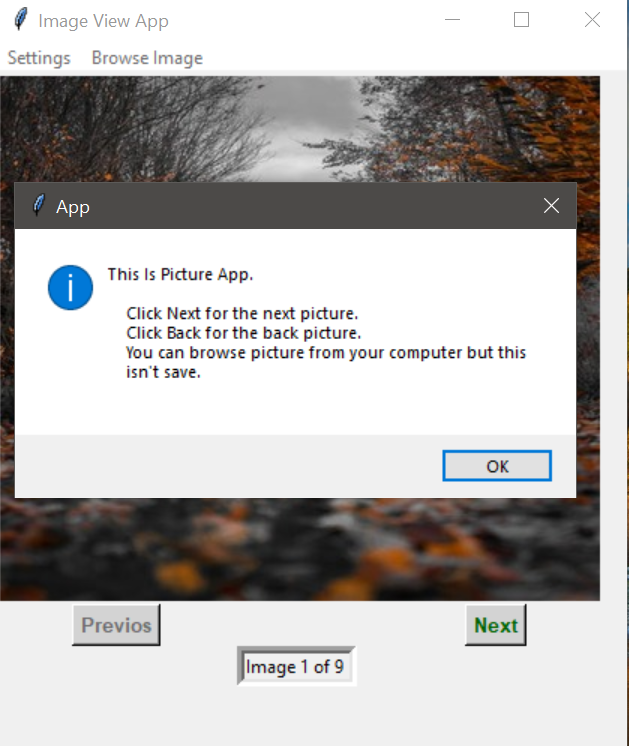 Image View App
Settings Browse Image
App
This Is Picture App.
Click Next for the next picture.
Click Back for the back picture.
You can browse picture from your computer but this
isn't save.
OK
Previos Next
Image 1 of 9